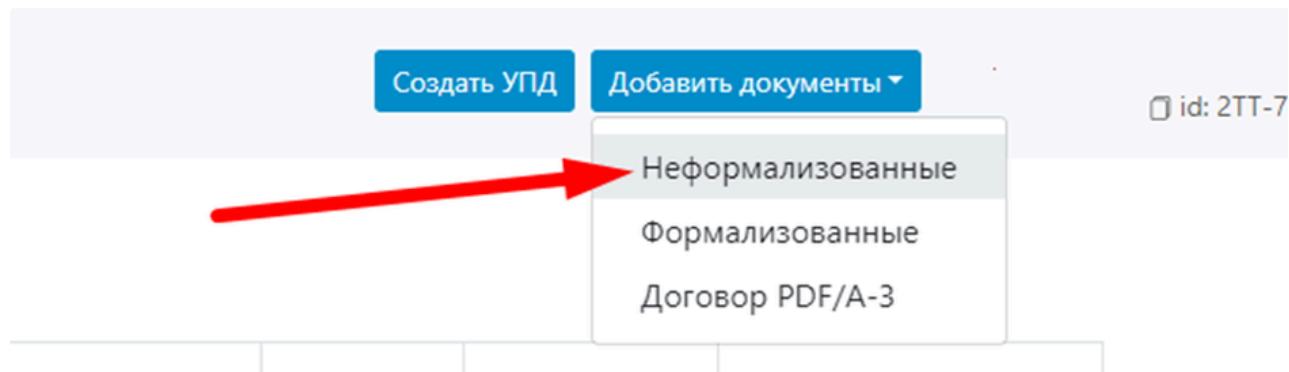 Создать УПД
Добавить документы
id: 2TT-7
Неформализованные
Формализованные
Договор PDF/A-3